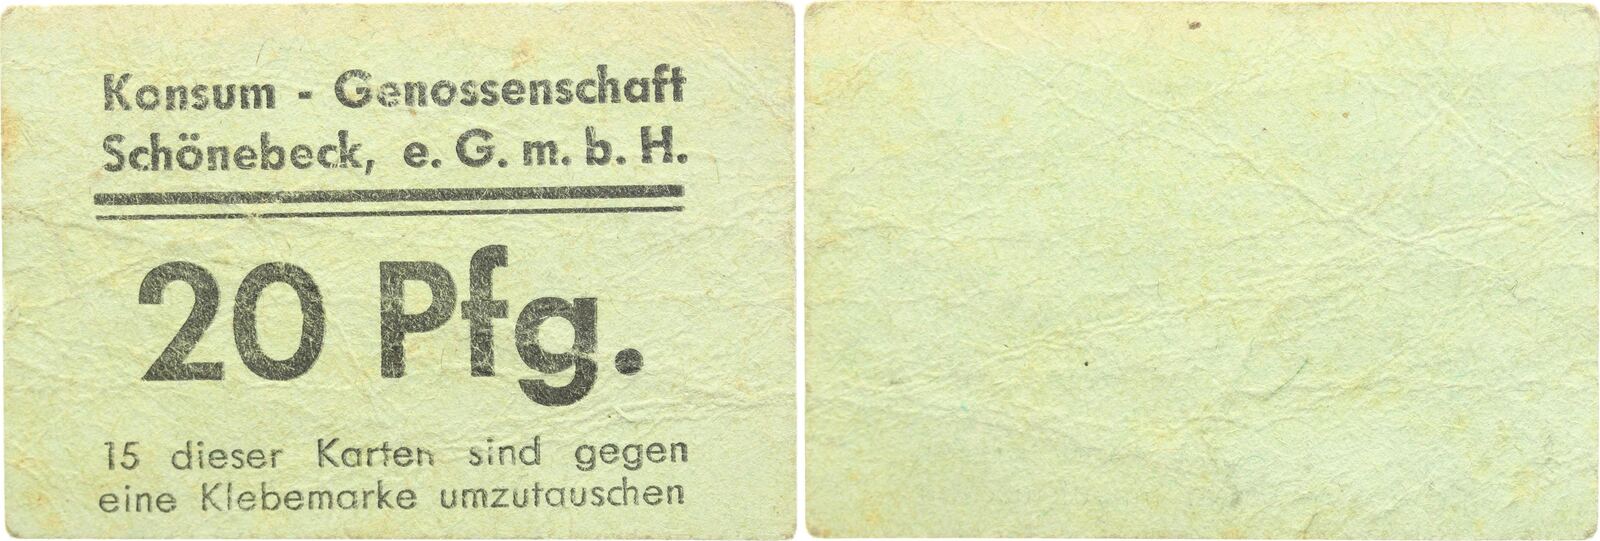 Konsum - Genossenschaft
Schönebeck, e. G. m. b. H.
20 Pfg.
15 dieser Karten sind gegen
eine Klebemarke umzutauschen